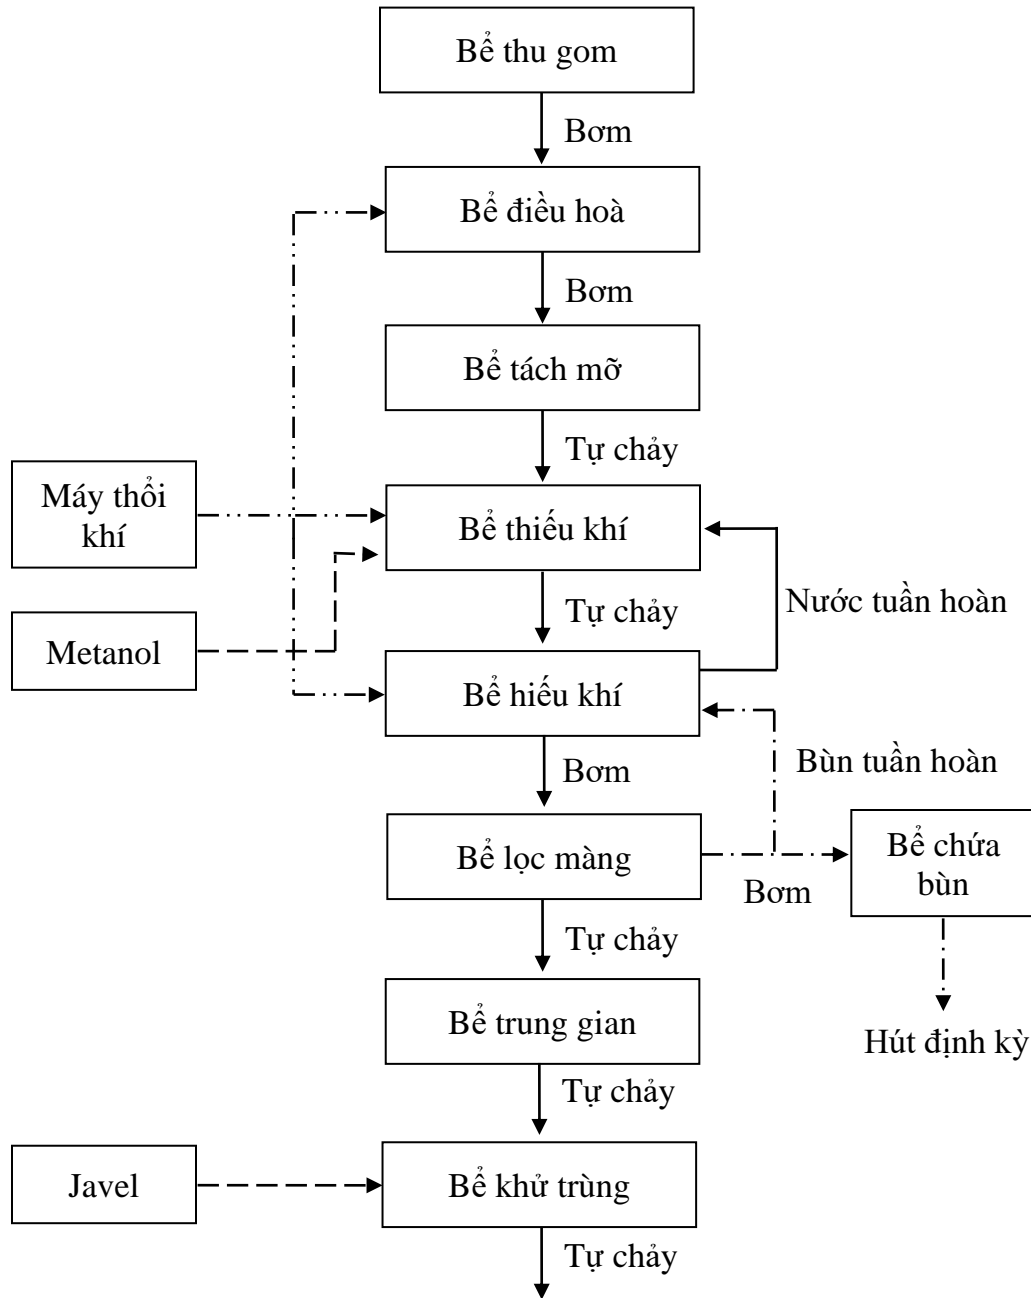 Bể thu gom
Bơm
Bể điều hoà
Bơm
Bể tách mỡ
Tự chảy
Máy thổi
khí
Bể thiếu khí
Tự chảy
Nước tuần hoàn
Metanol
Bể hiếu khí
Bơm
Bùn tuần hoàn
Bể lọc màng
Bơm
Bể chứa
bùn
Tự chảy
Bể trung gian
Hút định kỳ
Tự chảy
Javel
Bể khử trùng
Tự chảy